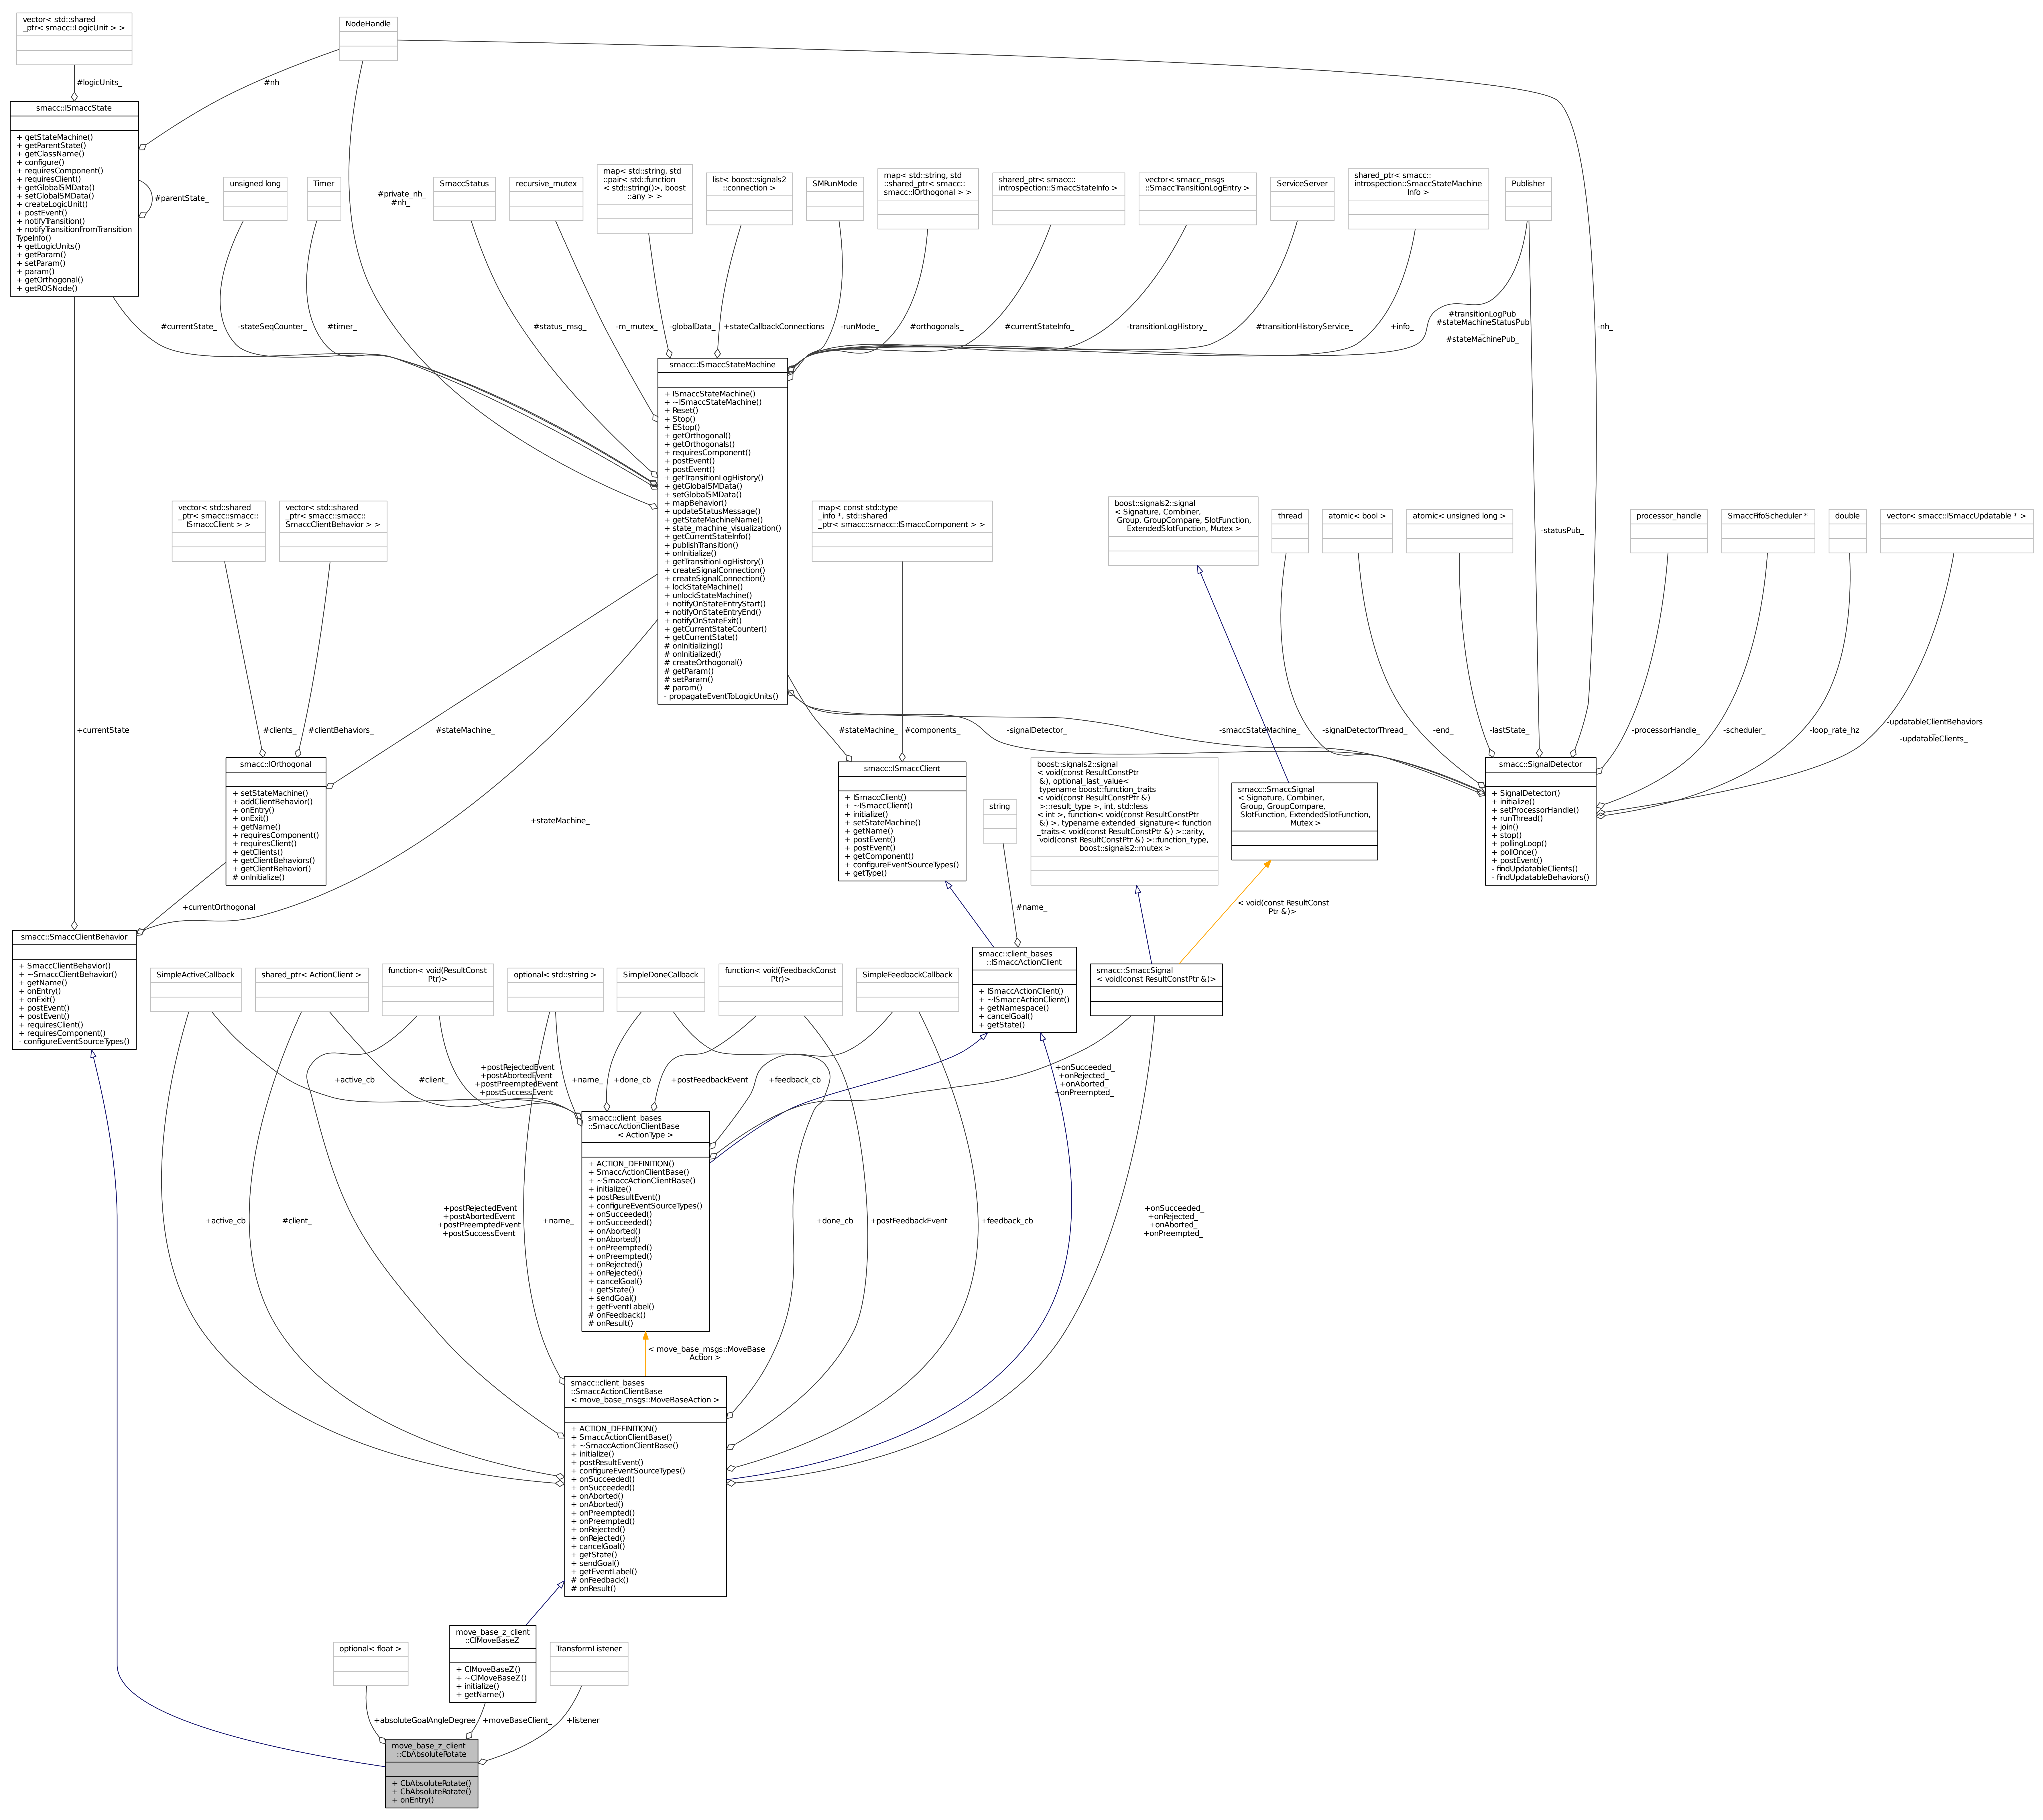 vector< std::shared
_ptr< smacc::LogicUnit > >
NodeHandle
#logicUnits_
#nh
smacc::ISmaccState
+ getStateMachine()
+ getParentState()
+ getClassName()
+ configure()
+ requiresComponent()
+ requiresClient()
+ getGlobalSMData()
+ setGlobalSMData()
+ createLogicUnit()
+ postEvent()
+ notifyTransition()
+ notifyTransitionFromTransition
TypeInfo()
+ getLogicUnits()
+ getParam()
+ setParam()
+ param()
+ getOrthogonal()
+ getROSNode()
#parentState_
unsigned long
Timer
#private_nh_
#nh_
SmaccStatus
recursive_mutex
map< std::string, std
::pair< std::function
< std::string()>, boost
::any > >
list< boost::signals2
::connection >
SMRunMode
map< std::string, std
::shared_ptr< smacc::
smacc::IOrthogonal > >
shared_ptr< smacc::
introspection::SmaccStateInfo >
vector< smacc_msgs
::SmaccTransitionLogEntry >
ServiceServer
shared_ptr< smacc::
introspection::SmaccStateMachine
Info >
Publisher
#currentState_
-stateSeqCounter_
#timer_
#status_msg_
-m_mutex_
-globalData_
+stateCallbackConnections
-runMode_
#orthogonals_
#currentStateInfo_
-transitionLogHistory_
#transitionHistoryService_
+info_
#transitionLogPub_
#stateMachineStatusPub
_
#stateMachinePub_
-nh_
smacc::ISmaccStateMachine
+ ISmaccStateMachine()
+ ~ISmaccStateMachine()
+ Reset()
+ Stop()
+ EStop()
+ getOrthogonal()
+ getOrthogonals()
+ requiresComponent()
+ postEvent()
+ postEvent()
+ getTransitionLogHistory()
+ getGlobalSMData()
+ setGlobalSMData()
+ mapBehavior()
+ updateStatusMessage()
+ getStateMachineName()
+ state_machine_visualization()
+ getCurrentStateInfo()
+ publishTransition()
+ onInitialize()
+ getTransitionLogHistory()
+ createSignalConnection()
+ createSignalConnection()
+ lockStateMachine()
+ unlockStateMachine()
+ notifyOnStateEntryStart()
+ notifyOnStateEntryEnd()
+ notifyOnStateExit()
+ getCurrentStateCounter()
+ getCurrentState()
# onInitializing()
# onInitialized()
# createOrthogonal()
# getParam()
# setParam()
# param()
- propagateEventToLogicUnits()
vector< std::shared
_ptr< smacc::smacc::
ISmaccClient > >
vector< std::shared
_ptr< smacc::smacc::
SmaccClientBehavior > >
map< const std::type
_info *, std::shared
_ptr< smacc::smacc::ISmaccComponent > >
boost::signals2::signal
< Signature, Combiner,
Group, GroupCompare, SlotFunction,
ExtendedSlotFunction, Mutex >
thread
atomic< bool >
atomic< unsigned long >
-statusPub_
processor_handle
SmaccFifoScheduler *
double
vector< smacc::ISmaccUpdatable * >
+currentState
#clients_
#clientBehaviors_
#stateMachine_
#stateMachine_
#components_
-signalDetector_
-smaccStateMachine_
-signalDetectorThread_
-end_
-lastState_
-processorHandle_
-scheduler_
-loop_rate_hz
-updatableClientBehaviors
_
-updatableClients_
smacc::IOrthogonal
+ setStateMachine()
+ addClientBehavior()
+ onEntry()
+ onExit()
+ getName()
+ requiresComponent()
+ requiresClient()
+ getClients()
+ getClientBehaviors()
+ getClientBehavior()
# onInitialize()
+stateMachine_
smacc::ISmaccClient
+ ISmaccClient()
+ ~ISmaccClient()
+ initialize()
+ setStateMachine()
+ getName()
+ postEvent()
+ postEvent()
+ getComponent()
+ configureEventSourceTypes()
+ getType()
string
boost::signals2::signal
< void(const ResultConstPtr
&), optional_last_value<
typename boost::function_traits
< void(const ResultConstPtr &)
>::result_type >, int, std::less
< int >, function< void(const ResultConstPtr
&) >, typename extended_signature< function
_traits< void(const ResultConstPtr &) >::arity,
void(const ResultConstPtr &) >::function_type,
boost::signals2::mutex >
smacc::SmaccSignal
< Signature, Combiner,
Group, GroupCompare,
SlotFunction, ExtendedSlotFunction,
Mutex >
smacc::SignalDetector
+ SignalDetector()
+ initialize()
+ setProcessorHandle()
+ runThread()
+ join()
+ stop()
+ pollingLoop()
+ pollOnce()
+ postEvent()
- findUpdatableClients()
- findUpdatableBehaviors()
+currentOrthogonal
#name_
< void(const ResultConst
Ptr &)>
smacc::SmaccClientBehavior
+ SmaccClientBehavior()
+ ~SmaccClientBehavior()
+ getName()
+ onEntry()
+ onExit()
+ postEvent()
+ postEvent()
+ requiresClient()
+ requiresComponent()
- configureEventSourceTypes()
SimpleActiveCallback
shared_ptr< ActionClient >
function< void(ResultConst
Ptr)>
optional< std::string >
SimpleDoneCallback
function< void(FeedbackConst
Ptr)>
SimpleFeedbackCallback
smacc::client_bases
::ISmaccActionClient
+ ISmaccActionClient()
+ ~ISmaccActionClient()
+ getNamespace()
+ cancelGoal()
+ getState()
smacc::SmaccSignal
< void(const ResultConstPtr &)>
+active_cb
#client_
+postRejectedEvent
+postAbortedEvent
+postPreemptedEvent
+postSuccessEvent
+name_
+done_cb
+postFeedbackEvent
+feedback_cb
+onSucceeded_
+onRejected_
+onAborted_
+onPreempted_
smacc::client_bases
::SmaccActionClientBase
< ActionType >
+ ACTION_DEFINITION()
+ SmaccActionClientBase()
+ ~SmaccActionClientBase()
+ initialize()
+ postResultEvent()
+ configureEventSourceTypes()
+ onSucceeded()
+ onSucceeded()
+ onAborted()
+ onAborted()
+ onPreempted()
+ onPreempted()
+ onRejected()
+ onRejected()
+ cancelGoal()
+ getState()
+ sendGoal()
+ getEventLabel()
# onFeedback()
# onResult()
+active_cb
#client_
+postRejectedEvent
+postAbortedEvent
+postPreemptedEvent
+postSuccessEvent
+name_
+done_cb
+postFeedbackEvent
+feedback_cb
+onSucceeded_
+onRejected_
+onAborted_
+onPreempted_
< move_base_msgs::MoveBase
Action >
smacc::client_bases
::SmaccActionClientBase
< move_base_msgs::MoveBaseAction >
+ ACTION_DEFINITION()
+ SmaccActionClientBase()
+ ~SmaccActionClientBase()
+ initialize()
+ postResultEvent()
+ configureEventSourceTypes()
+ onSucceeded()
+ onSucceeded()
+ onAborted()
+ onAborted()
+ onPreempted()
+ onPreempted()
+ onRejected()
+ onRejected()
+ cancelGoal()
+ getState()
+ sendGoal()
+ getEventLabel()
# onFeedback()
# onResult()
optional< float >
move_base_z_client
::ClMoveBaseZ
+ ClMoveBaseZ()
+ ~ClMoveBaseZ()
+ initialize()
+ getName()
TransformListener
+absoluteGoalAngleDegree
+moveBaseClient_
+listener
move_base_z_client
::CbAbsoluteRotate
+ CbAbsoluteRotate()
+ CbAbsoluteRotate()
+ onEntry()